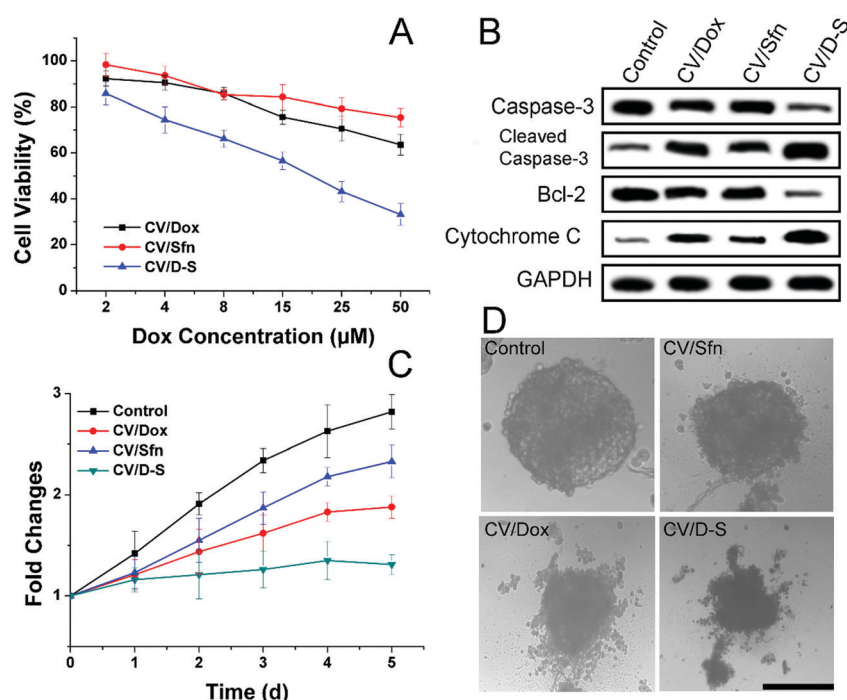 A
Cell Viability (%)
100
80
60
40
20
0
CV/Dox
CV/Sfn
CV/D-S
2 4 8 15 25 50
Dox Concentration (µM)
B
Control CV/Dox CV/Sfn CV/D-S
Caspase-3
Cleaved
Caspase-3
Bcl-2
Cytochrome C
GAPDH
C
Fold Changes
3
2
1
Control
CV/Dox
CV/Sfn
CV/D-S
0 1 2 3 4 5
Time (d)
D
Control CV/Sfn
CV/Dox CV/D-S